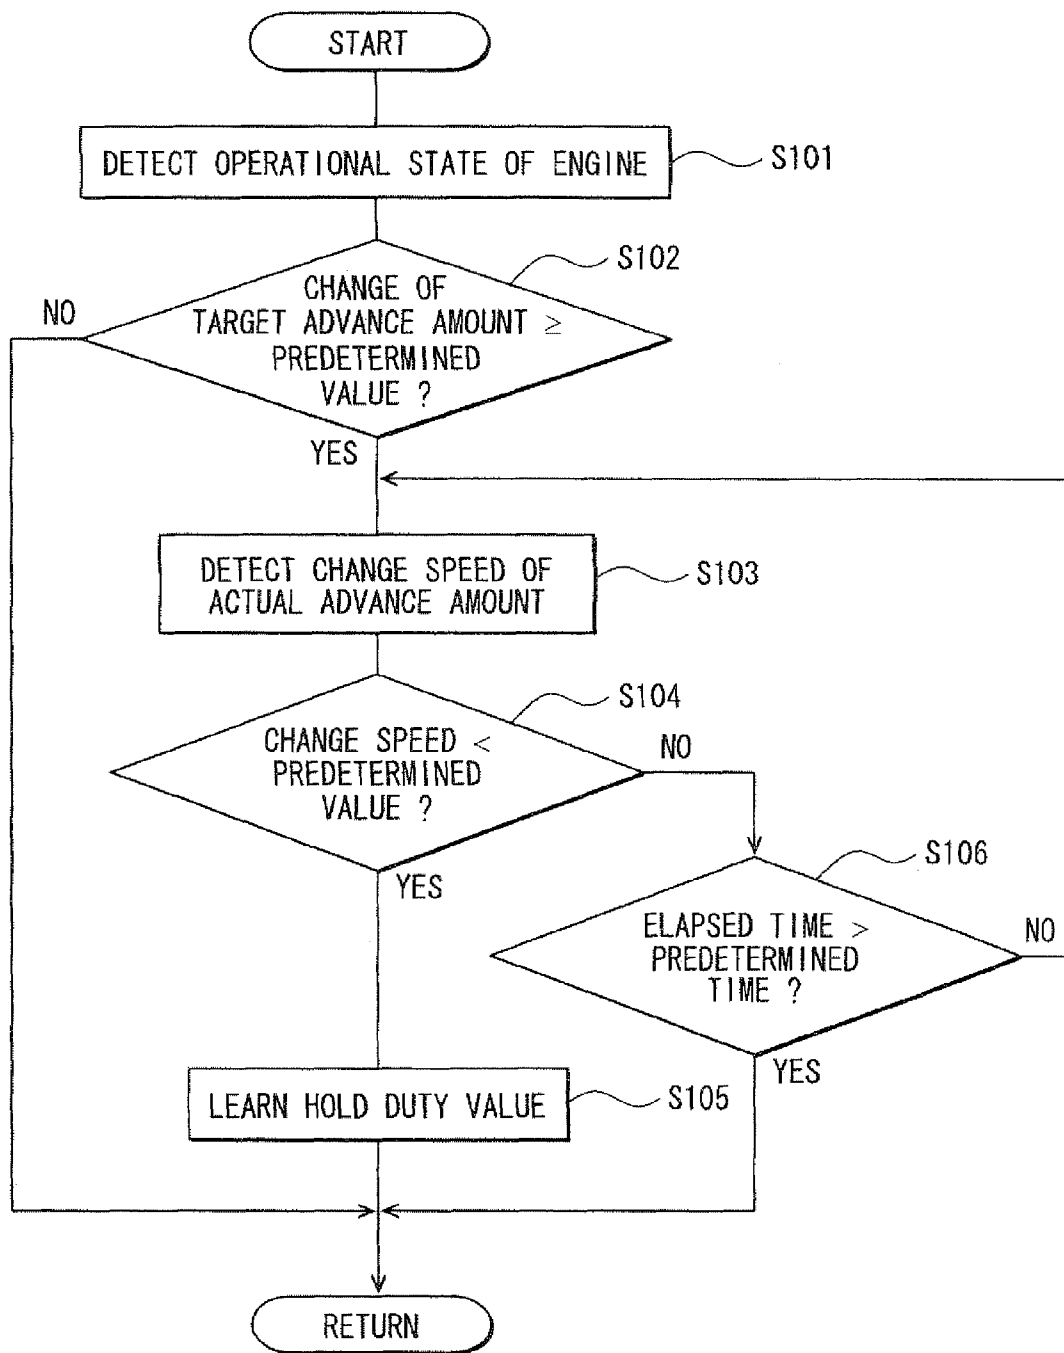 START
DETECT OPERATIONAL STATE OF ENGINE
S101
S102
CHANGE OF
TARGET ADVANCE AMOUNT ≥
PREDETERMINED
VALUE ?
NO
YES
DETECT CHANGE SPEED OF
ACTUAL ADVANCE AMOUNT
S103
S104
CHANGE SPEED <
PREDETERMINED
VALUE ?
NO
YES
S106
ELAPSED TIME >
PREDETERMINED
TIME ?
NO
YES
LEARN HOLD DUTY VALUE
S105
RETURN